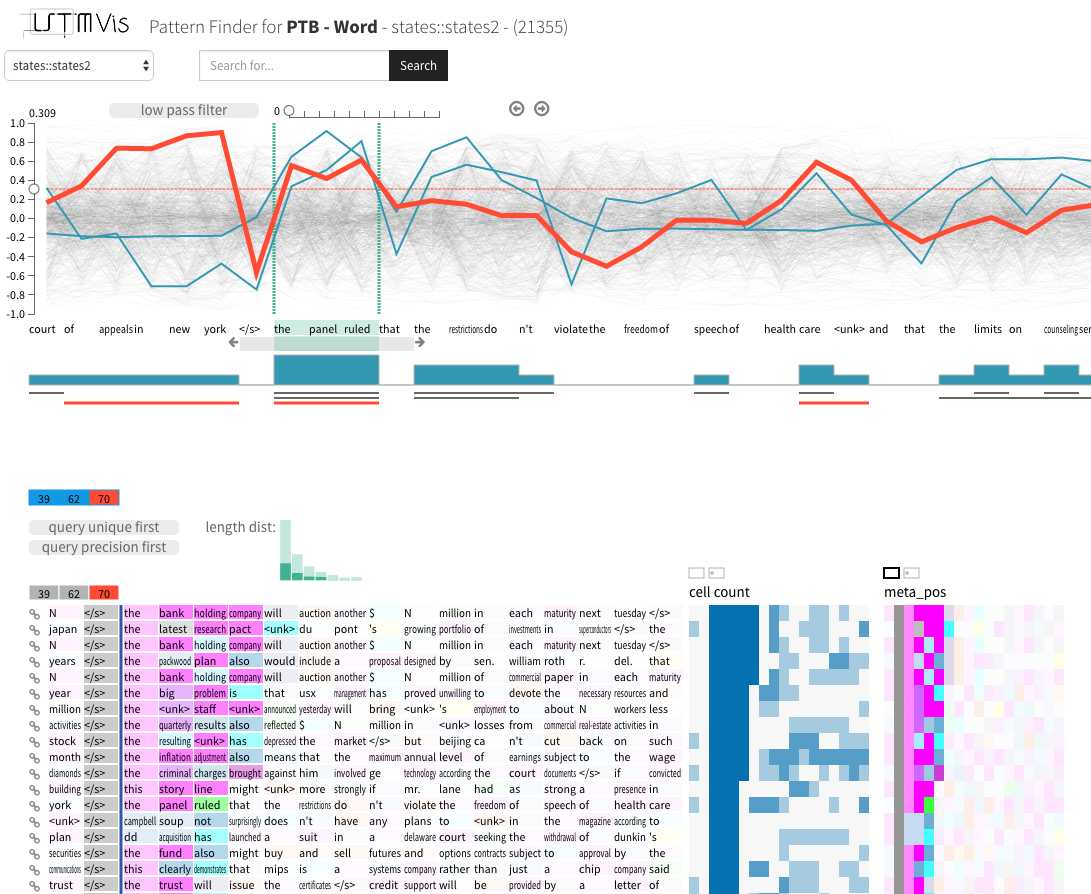 LSTMVis Pattern Finder for PTB - Word - states::states2 - (21355)
states::states2 Search for... Search
0.309 low pass filter 0
1.0
0.8
0.6
0.4
0.2
0.0
-0.2
-0.4
-0.6
-0.8
-1.0
court of appeals in new york </s> the panel ruled that the restrictions do n't violate the freedom of speech of health care <unk> and that the limits on counseling ser
39 62 70
query unique first length dist:
query precision first
39 62 70 cell count meta_pos
N </s> the bank holding company will auction another $ N million in each maturity next tuesday </s>
japan </s> the latest research pact <unk> du pont 's growing portfolio of investments in superconductors </s> the
N </s> the bank holding company will auction another $ N million in each maturity next tuesday </s>
years </s> the packwood plan also would include a proposal designed by sen. william roth r. del. that
N </s> the bank holding company will auction another $ N million of commercial paper in each maturity
year </s> the big problem is that usx management has proved unwilling to devote the necessary resources and
million </s> the <unk> staff <unk> announced yesterday will bring <unk> 's employment to about N workers less
activities </s> the quarterly results also reflected $ N million in <unk> losses from commercial real-estate activities in
stock </s> the resulting <unk> has depressed the market </s> but beijing ca n't cut back on such
month </s> the inflation adjustment also means that the maximum annual level of earnings subject to the wage
diamonds </s> the criminal charges brought against him involved ge technology according the court documents </s> if convicted
building </s> this story line might <unk> more strongly if mr. lane had as strong a presence in
york </s> the panel ruled that the restrictions do n't violate the freedom of speech of health care
<unk> </s> campbell soup not surprisingly does n't have any plans to <unk> in the magazine according to
plan </s> dd acquisition has launched a suit in a delaware court seeking the withdrawal of dunkin 's
securities </s> the fund also might buy and sell futures and options contracts subject to approval by the
communications </s> this clearly demonstrates that mips is a systems company rather than just a chip company said
trust </s> the trust will issue the certificates </s> credit support will be provided by a letter of